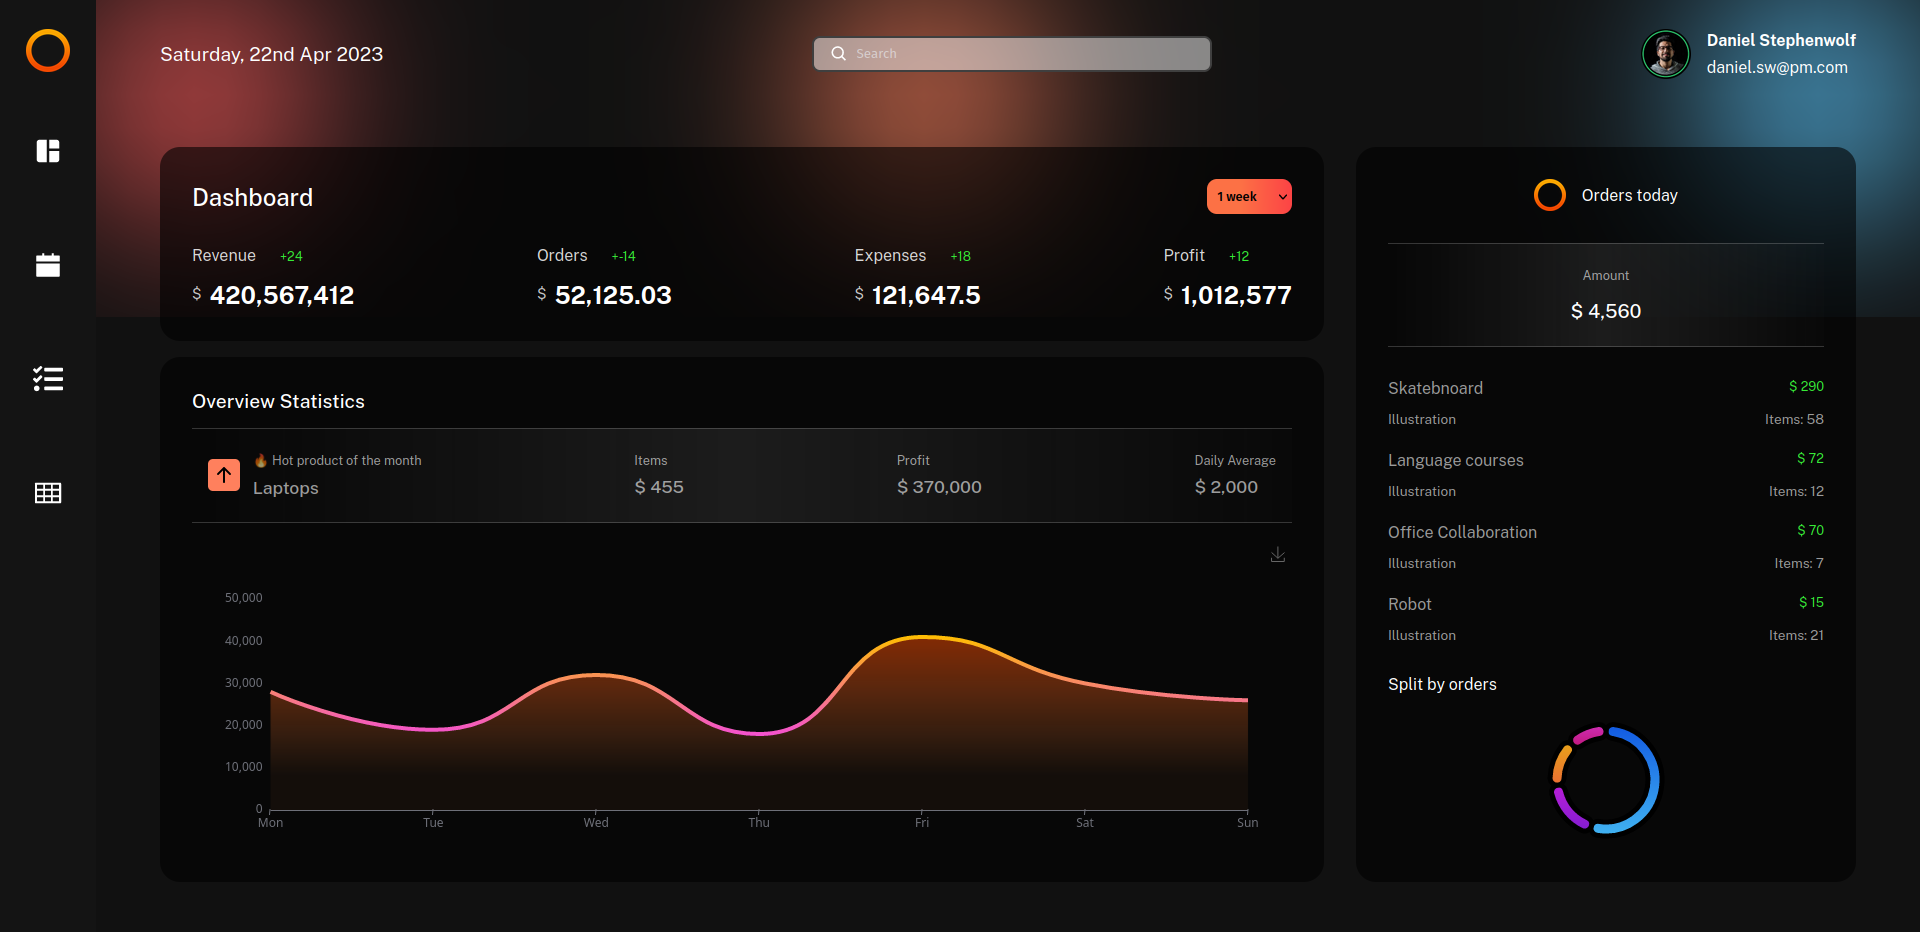 Saturday, 22nd Apr 2023
Search
Daniel Stephenwolf
daniel.sw@pm.com
Dashboard
1 week
Revenue +24
$ 420,567,412
Orders +-14
$ 52,125.03
Expenses +18
$ 121,647.5
Profit +12
$ 1,012,577
Overview Statistics
🔥 Hot product of the month
Laptops
Items
$ 455
Profit
$ 370,000
Daily Average
$ 2,000
50,000
40,000
30,000
20,000
10,000
0
Mon Tue Wed Thu Fri Sat Sun
Orders today
Amount
$ 4,560
Skatebnoard $ 290
Illustration Items: 58
Language courses $ 72
Illustration Items: 12
Office Collaboration $ 70
Illustration Items: 7
Robot $ 15
Illustration Items: 21
Split by orders